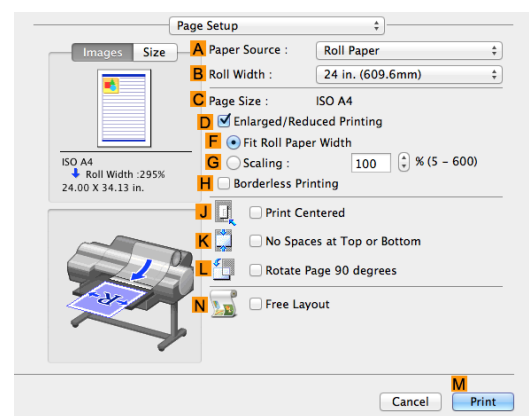 Page Setup
Images Size
A Paper Source : Roll Paper
B Roll Width : 24 in. (609.6mm)
C Page Size : ISO A4
D Enlarged/Reduced Printing
F Fit Roll Paper Width
G Scaling : 100 % (5 - 600)
H Borderless Printing
ISO A4
Roll Width :295%
24.00 X 34.13 in.
J Print Centered
K No Spaces at Top or Bottom
L Rotate Page 90 degrees
N Free Layout
R
M
Cancel Print